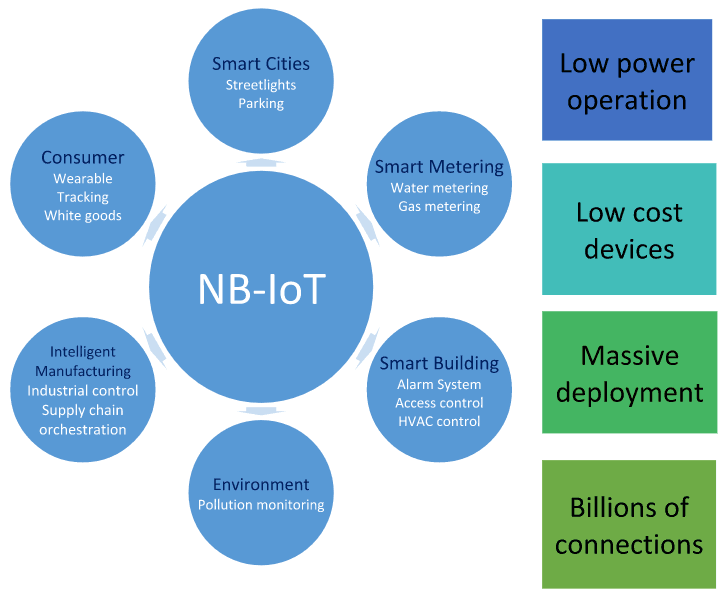 Smart Cities
Streetlights
Parking
Smart Metering
Water metering
Gas metering
Smart Building
Alarm System
Access control
HVAC control
Environment
Pollution monitoring
Intelligent
Manufacturing
Industrial control
Supply chain
orchestration
Consumer
Wearable
Tracking
White goods
NB-IoT
Low power
operation
Low cost
devices
Massive
deployment
Billions of
connections